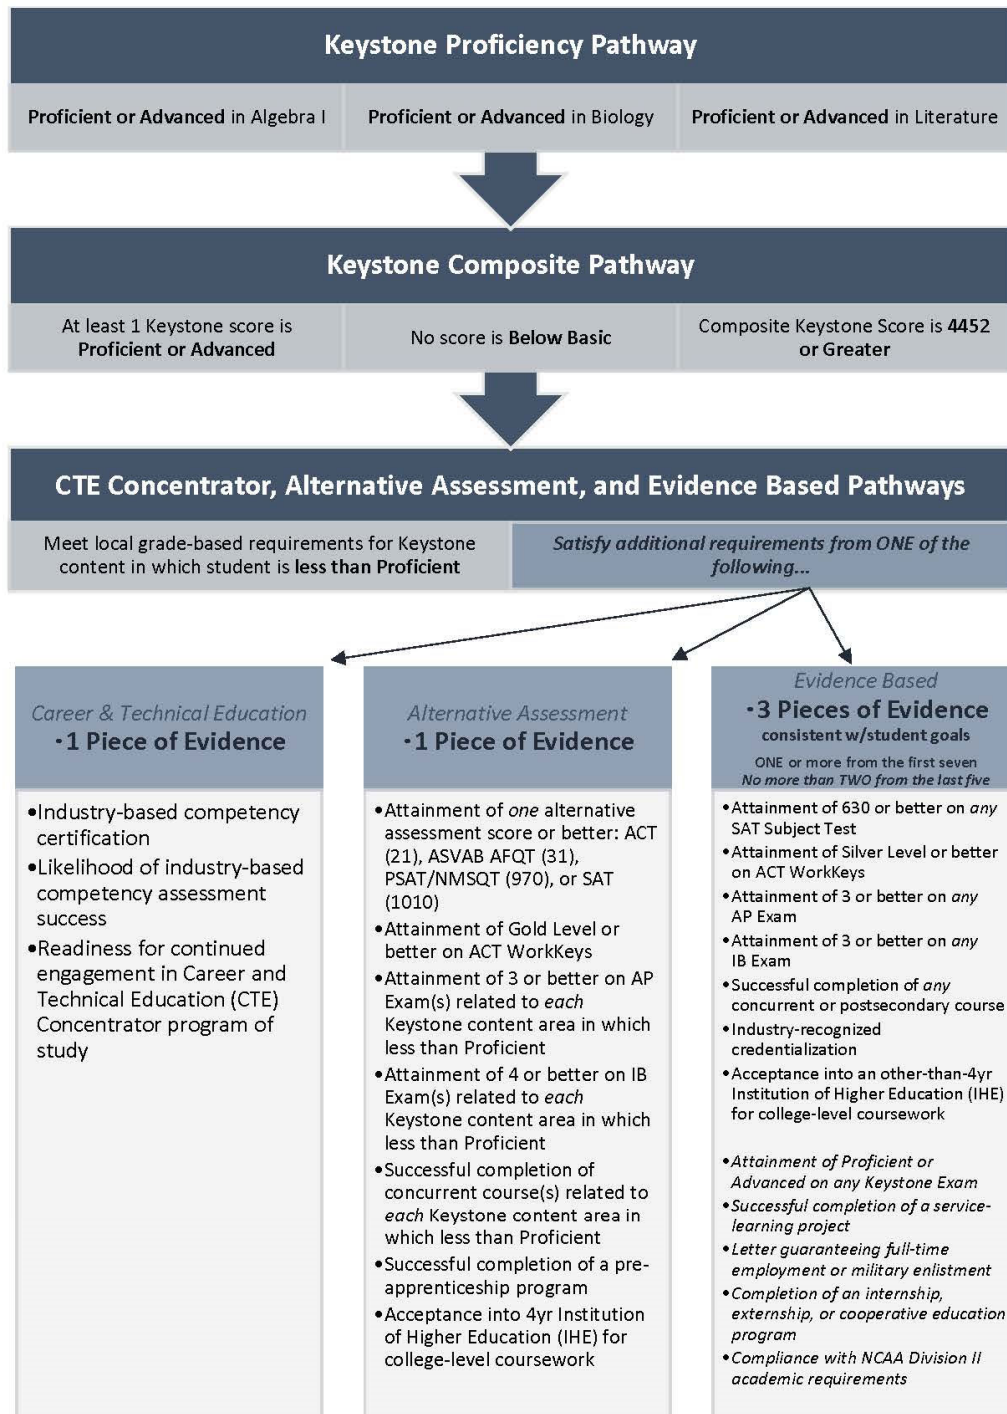 Keystone Proficiency Pathway
Proficient or Advanced in Algebra I
Proficient or Advanced in Biology
Proficient or Advanced in Literature
Keystone Composite Pathway
At least 1 Keystone score is
Proficient or Advanced
No score is Below Basic
Composite Keystone Score is 4452
or Greater
CTE Concentrator, Alternative Assessment, and Evidence Based Pathways
Meet local grade-based requirements for Keystone
content in which student is less than Proficient
Satisfy additional requirements from ONE of the
following...
Career & Technical Education
·1 Piece of Evidence
•Industry-based competency
certification
•Likelihood of industry-based
competency assessment
success
•Readiness for continued
engagement in Career and
Technical Education (CTE)
Concentrator program of
study
Alternative Assessment
·1 Piece of Evidence
•Attainment of one alternative
assessment score or better: ACT
(21), ASVAB AFQT (31),
PSAT/NMSQT (970), or SAT
(1010)
•Attainment of Gold Level or
better on ACT WorkKeys
•Attainment of 3 or better on AP
Exam(s) related to each
Keystone content area in which
less than Proficient
•Attainment of 4 or better on IB
Exam(s) related to each
Keystone content area in which
less than Proficient
•Successful completion of
concurrent course(s) related to
each Keystone content area in
which less than Proficient
•Successful completion of a pre-
apprenticeship program
•Acceptance into 4yr Institution
of Higher Education (IHE) for
college-level coursework
Evidence Based
·3 Pieces of Evidence
consistent w/student goals
ONE or more from the first seven
No more than TWO from the last five
•Attainment of 630 or better on any
SAT Subject Test
•Attainment of Silver Level or better
on ACT WorkKeys
•Attainment of 3 or better on any
AP Exam
•Attainment of 3 or better on any
IB Exam
•Successful completion of any
concurrent or postsecondary course
•Industry-recognized
credentialization
•Acceptance into an other-than-4yr
Institution of Higher Education (IHE)
for college-level coursework
•Attainment of Proficient or
Advanced on any Keystone Exam
•Successful completion of a service-
learning project
•Letter guaranteeing full-time
employment or military enlistment
•Completion of an internship,
externship, or cooperative education
program
•Compliance with NCAA Division II
academic requirements